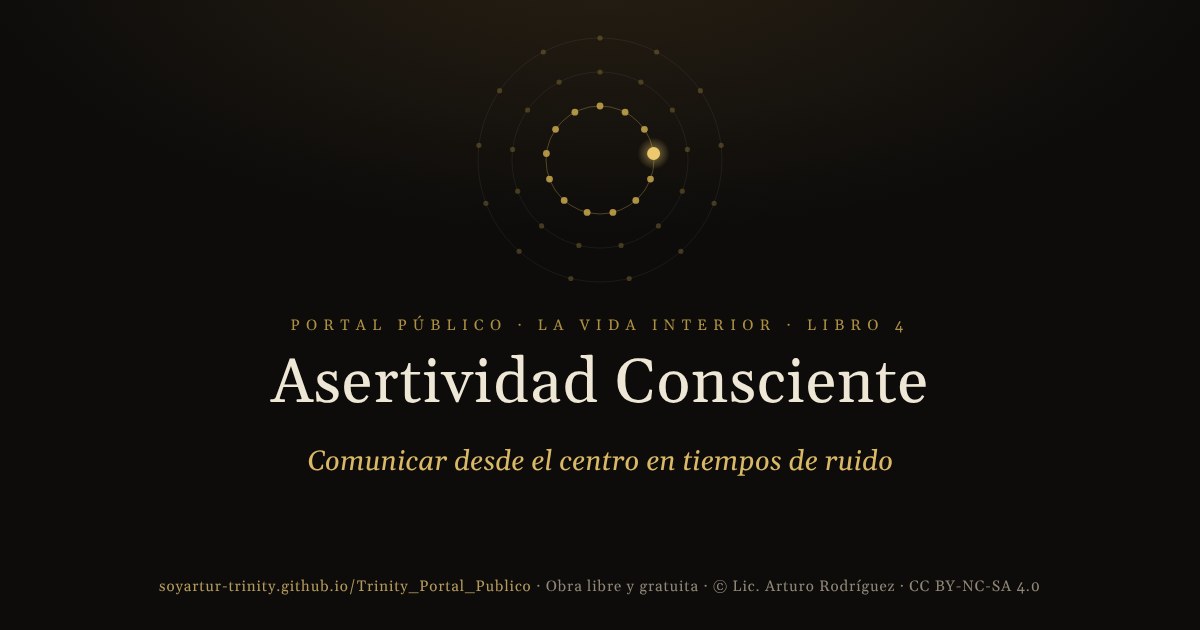 PORTAL PÚBLICO · LA VIDA INTERIOR · LIBRO 4
Asertividad Consciente
Comunicar desde el centro en tiempos de ruido
soyartur-trinity.github.io/Trinity_Portal_Publico · Obra libre y gratuita · © Lic. Arturo Rodríguez · CC BY-NC-SA 4.0